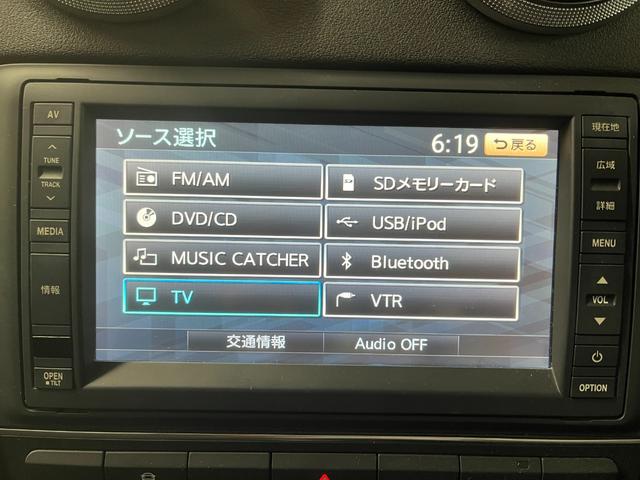 AV
TUNE
TRACK
MEDIA
情報
OPEN
●TILT
ソース選択
6:19
戻る
FM/AM
SDメモリーカード
DVD/CD
USB/iPod
MUSIC CATCHER
Bluetooth
TV
VTR
交通情報
Audio OFF
現在地
広域
詳細
MENU
VOL
OPTION